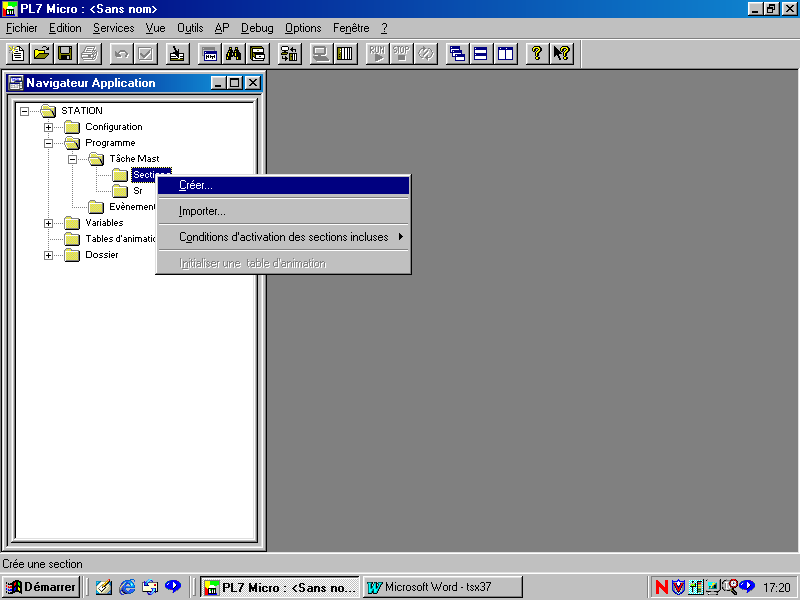 PL7 Micro : <Sans nom>
Fichier Edition Services Vue Outils AP Debug Options Fenêtre ?
RUN STOP
Navigateur Application
STATION
Configuration
Programme
Tâche Mast
Section
Créer...
Sr
Evènement
Importer...
Variables
Tables d'animatio
Conditions d'activation des sections incluses
Dossier
Initialiser une table d'animation
Crée une section
Démarrer
PL7 Micro : <Sans no...
Microsoft Word - tsx37
17:20